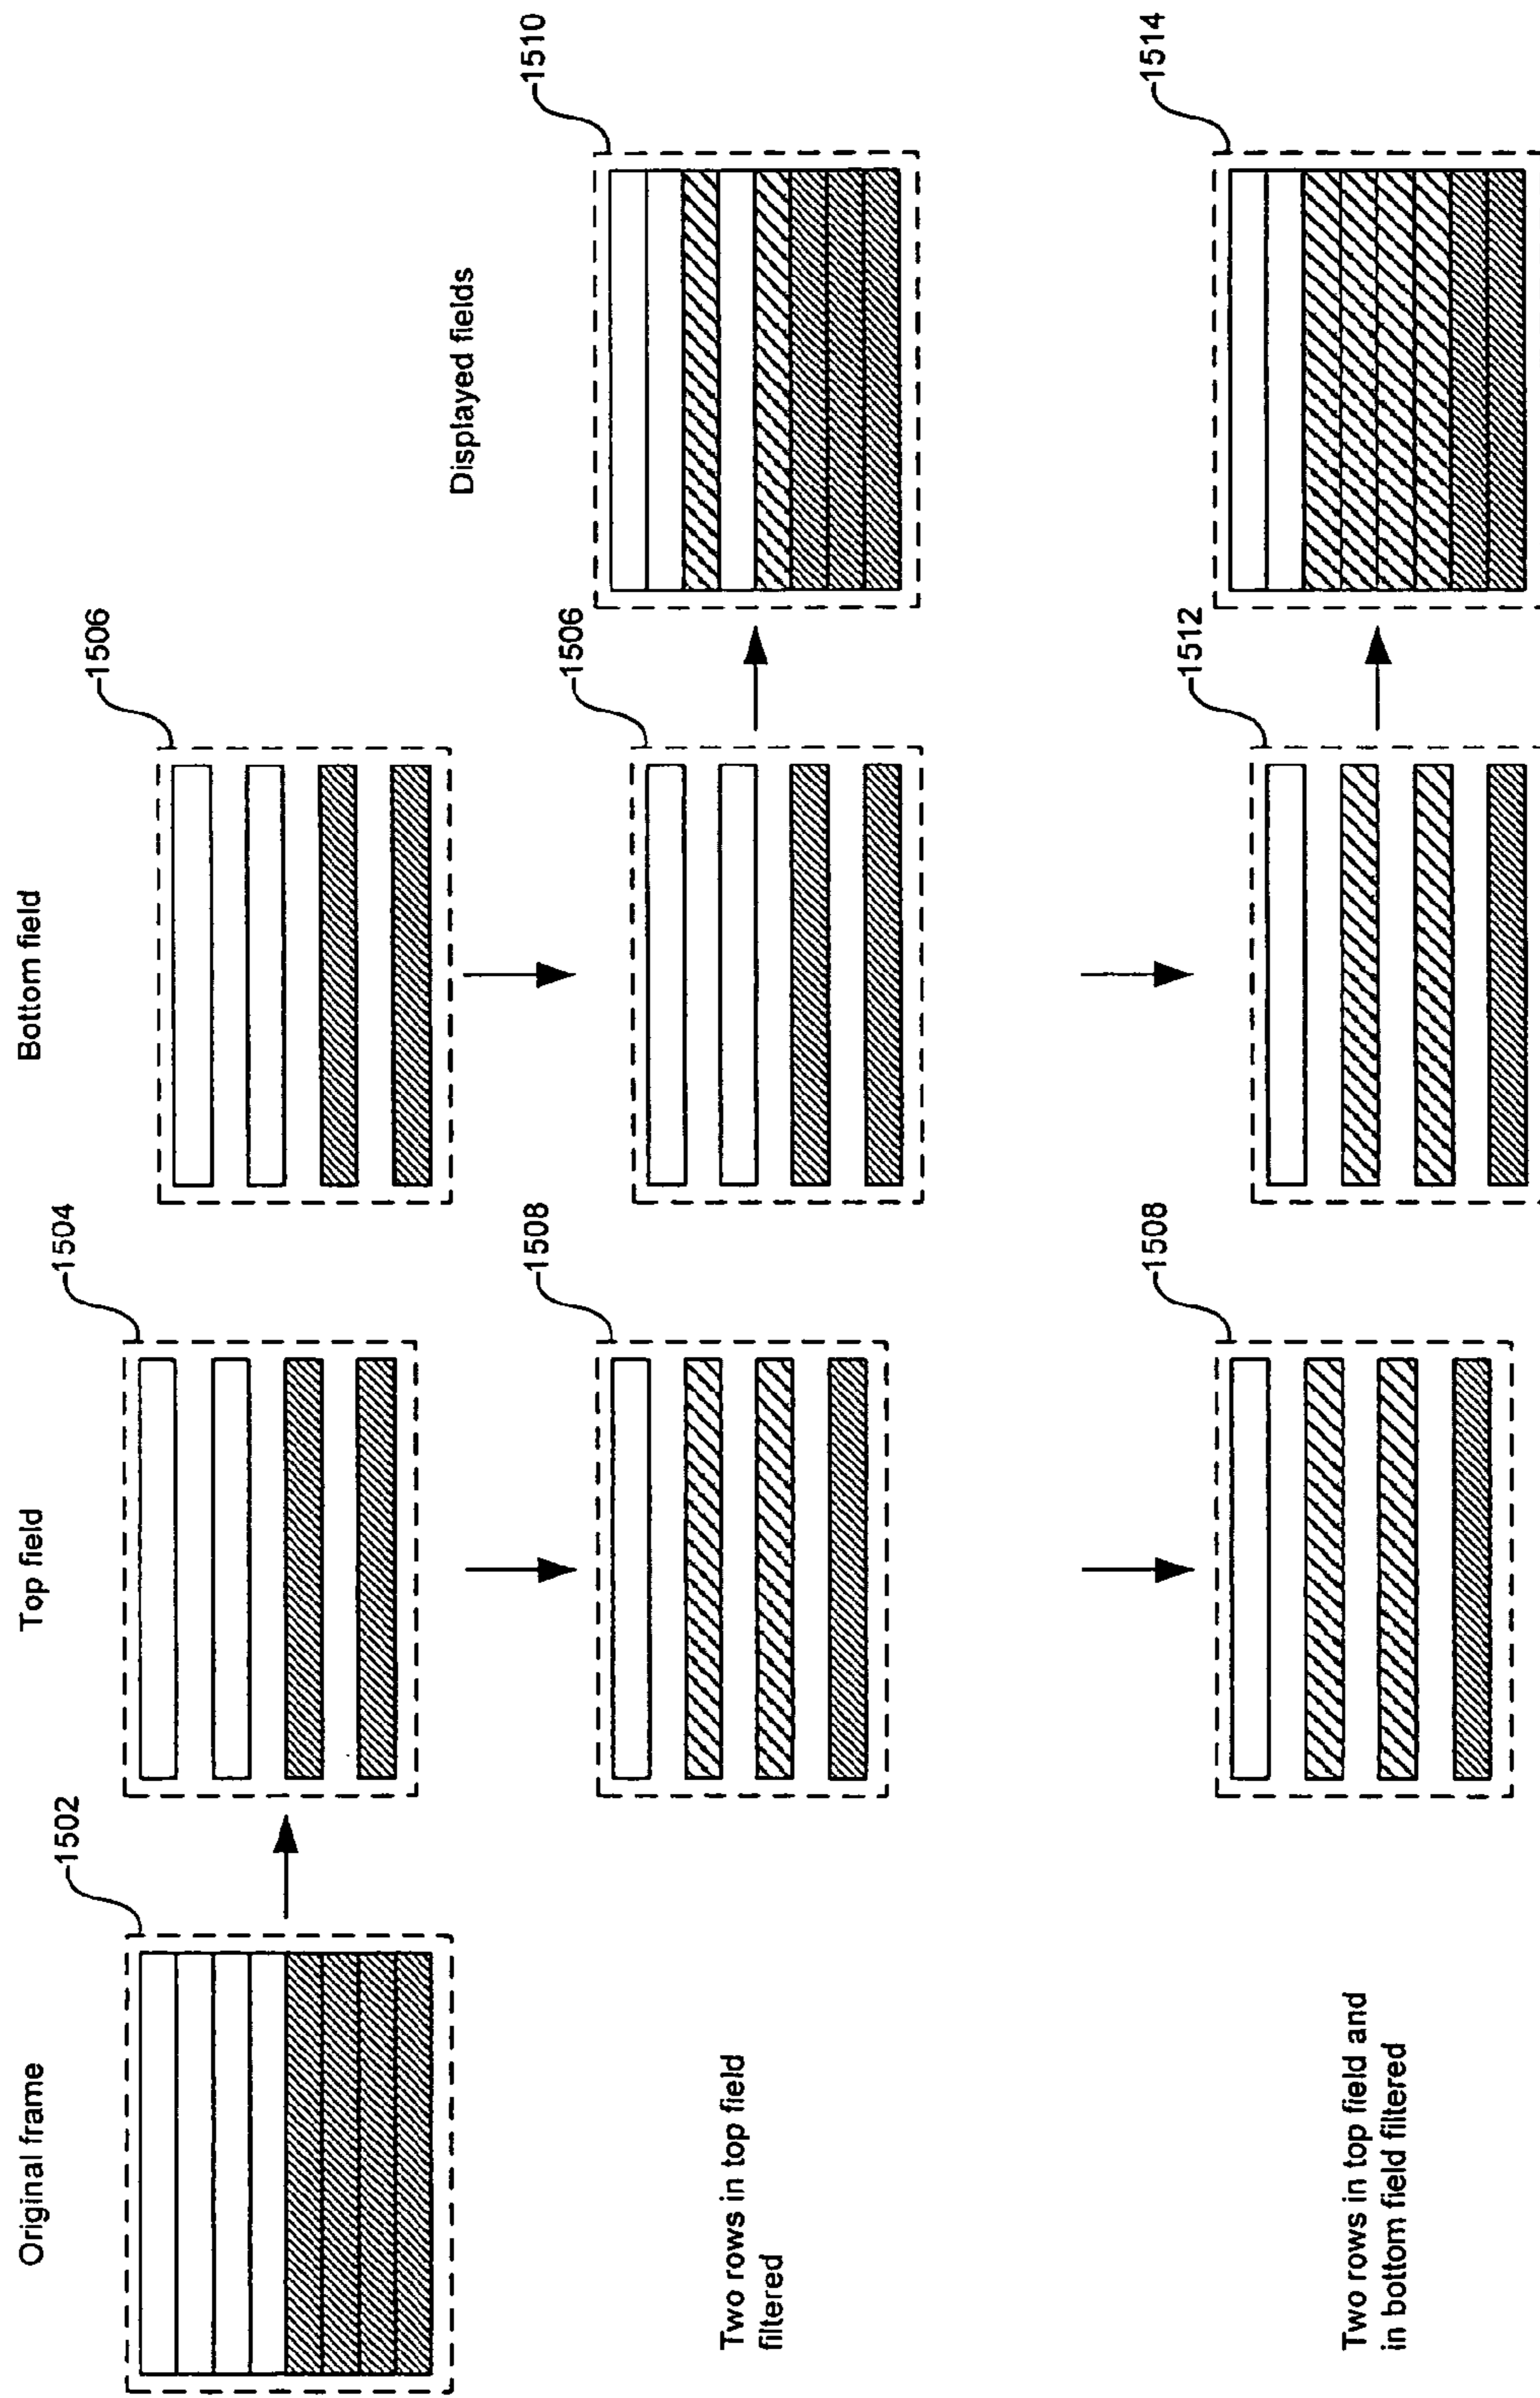 Original frame
Top field
Bottom field
1502
1504
1506
Displayed fields
Two rows in top field
filtered
1508
1506
1510
Two rows in top field and
in bottom field filtered
1508
1512
1514